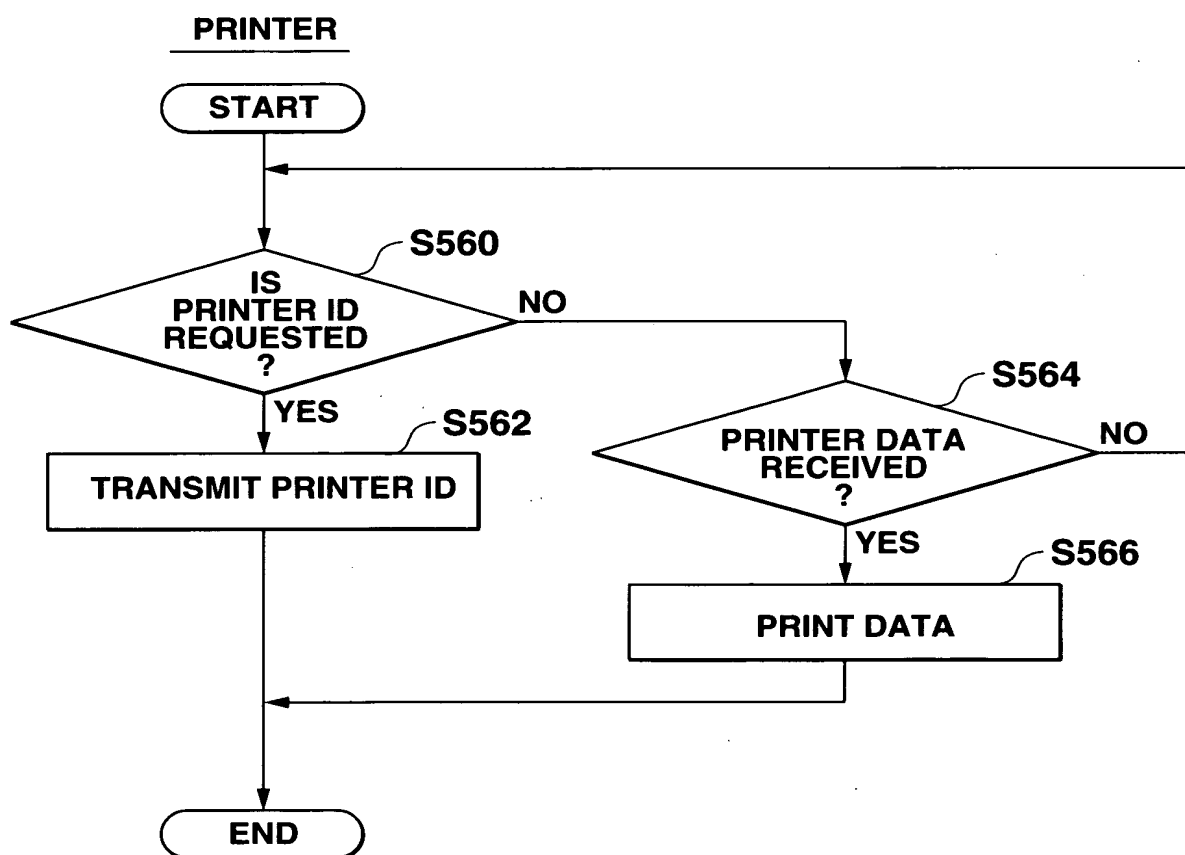 PRINTER
START
S560
IS
PRINTER ID
REQUESTED
?
NO
YES
S562
TRANSMIT PRINTER ID
S564
PRINTER DATA
RECEIVED
?
NO
YES
S566
PRINT DATA
END